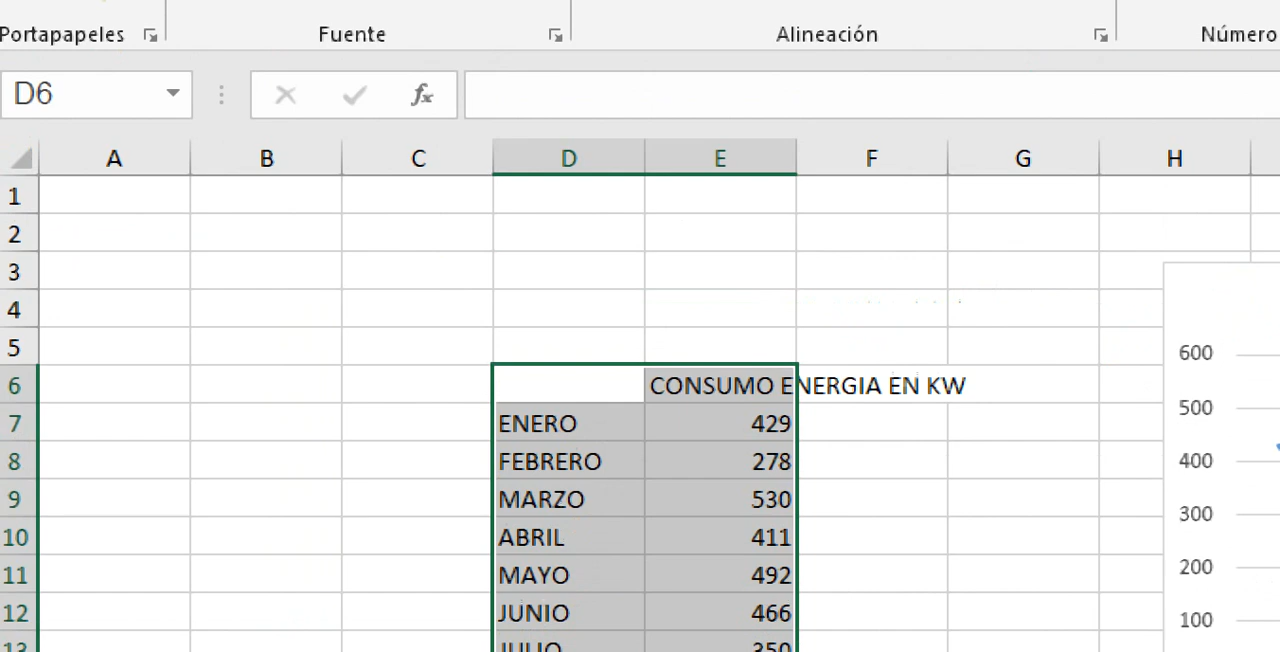 Portapapeles Fuente Alineación Número
D6 fx
A B C D E F G H
1
2
3
4
5
600
6 CONSUMO ENERGIA EN KW
7 ENERO 429 500
8 FEBRERO 278 400
9 MARZO 530 300
10 ABRIL 411
11 MAYO 492 200
12 JUNIO 466 100
13 JULIO 350